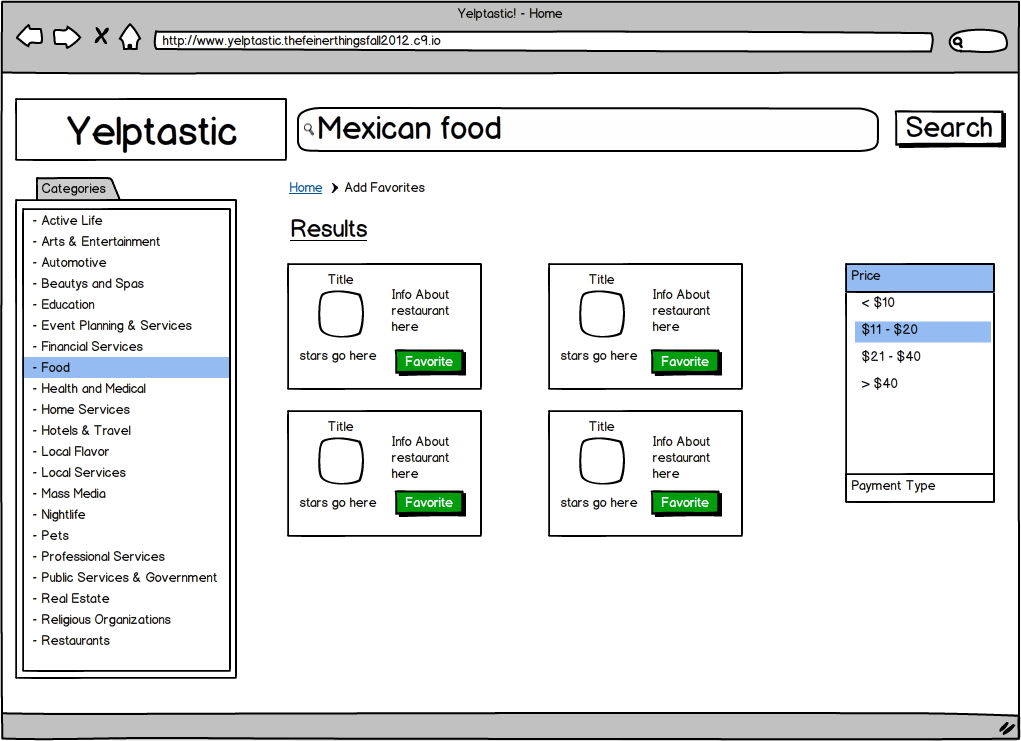 Yelptastic! - Home
http://www.yelptastic.thefeinerthingsfall2012.c9.io
Yelptastic
Mexican food
Search
Categories
- Active Life
- Arts & Entertainment
- Automotive
- Beautys and Spas
- Education
- Event Planning & Services
- Financial Services
- Food
- Health and Medical
- Home Services
- Hotels & Travel
- Local Flavor
- Local Services
- Mass Media
- Nightlife
- Pets
- Professional Services
- Public Services & Government
- Real Estate
- Religious Organizations
- Restaurants
Home > Add Favorites
Results
Title
Info About
restaurant
here
stars go here
Favorite
Title
Info About
restaurant
here
stars go here
Favorite
Title
Info About
restaurant
here
stars go here
Favorite
Title
Info About
restaurant
here
stars go here
Favorite
Price
< $10
$11 - $20
$21 - $40
> $40
Payment Type